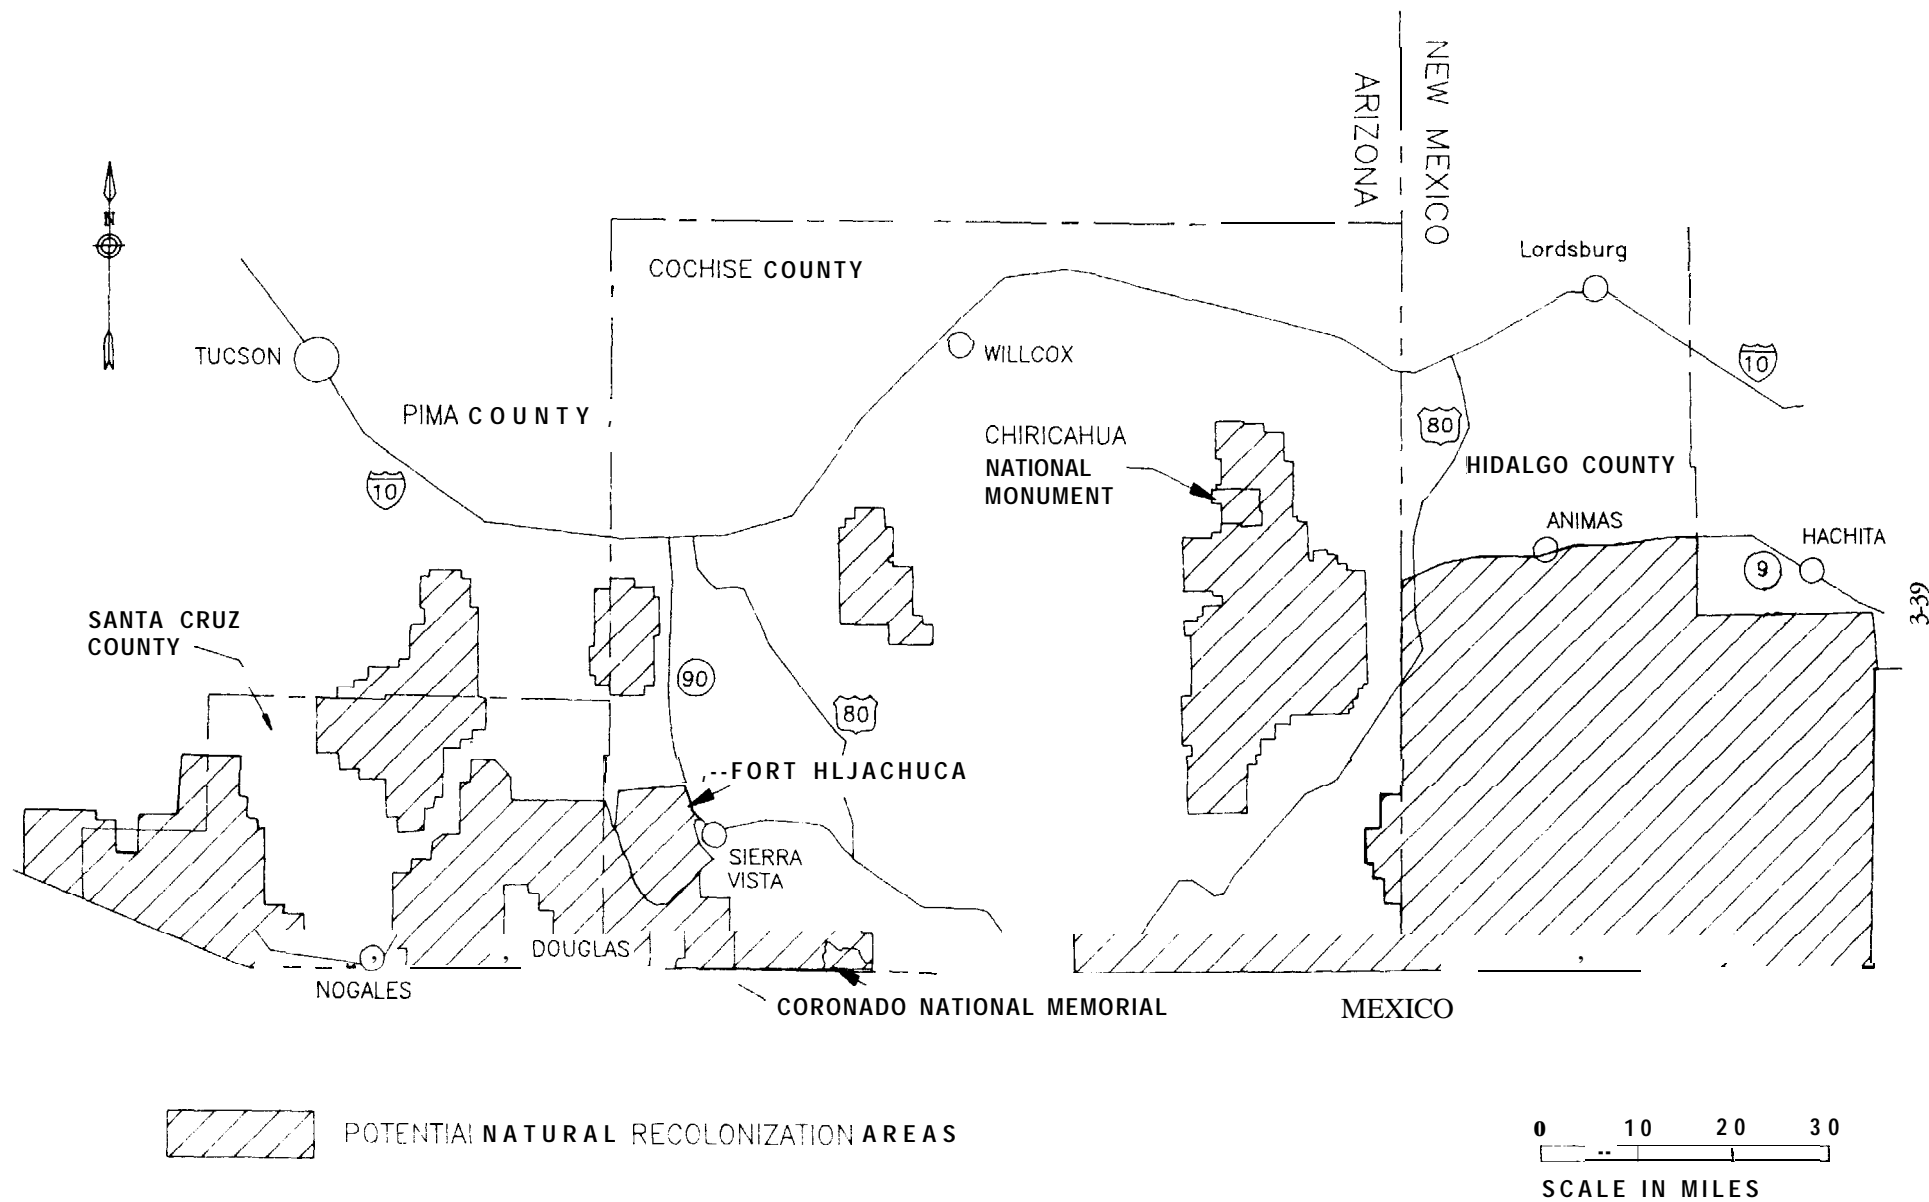 NEW MEXICO
ARIZONA
N
COCHISE COUNTY
Lordsburg
TUCSON
WILLCOX
10
PIMA COUNTY
80
CHIRICAHUA
NATIONAL
MONUMENT
HIDALGO COUNTY
10
ANIMAS
HACHITA
9
3-39
SANTA CRUZ
COUNTY
90
80
FORT HLJACHUCA
SIERRA
VISTA
DOUGLAS
NOGALES
CORONADO NATIONAL MEMORIAL
MEXICO
POTENTIAl NATURAL RECOLONIZATION AREAS
0 10 20 30
SCALE IN MILES